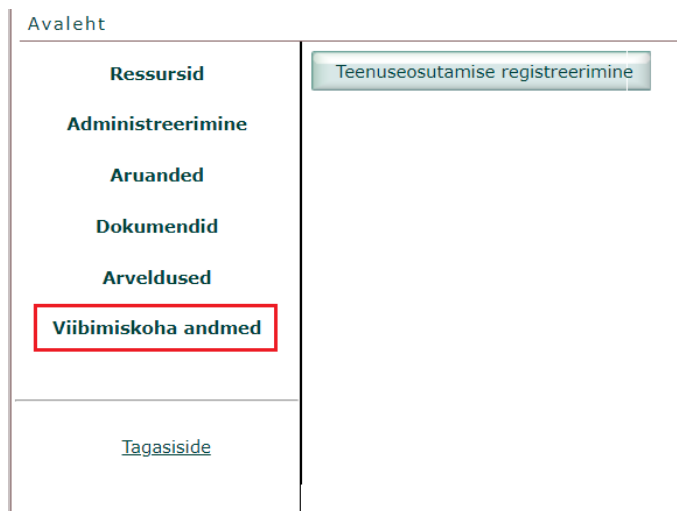 Avaleht
Ressursid
Administreerimine
Aruanded
Dokumendid
Arveldused
Viibimiskoha andmed
Tagasiside
Teenuseosutamise registreerimine